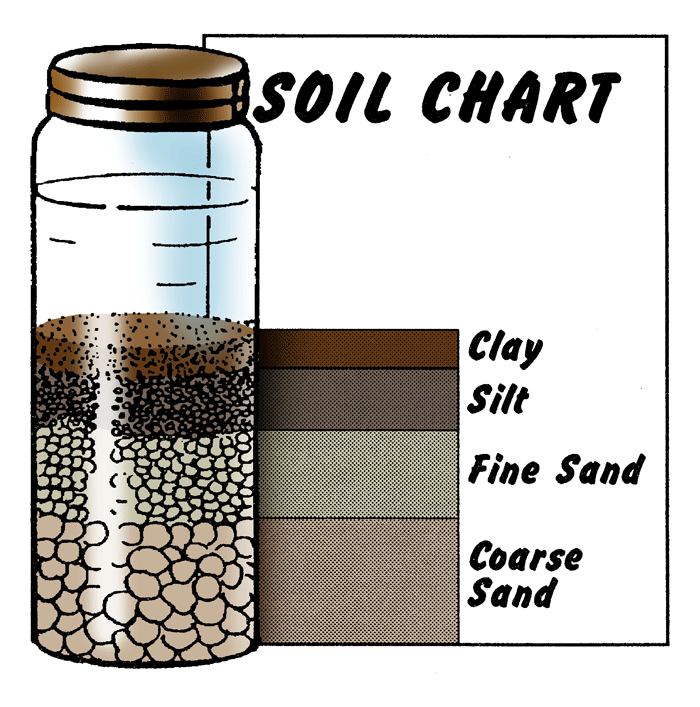 SOIL CHART
Clay
Silt
Fine Sand
Coarse
Sand